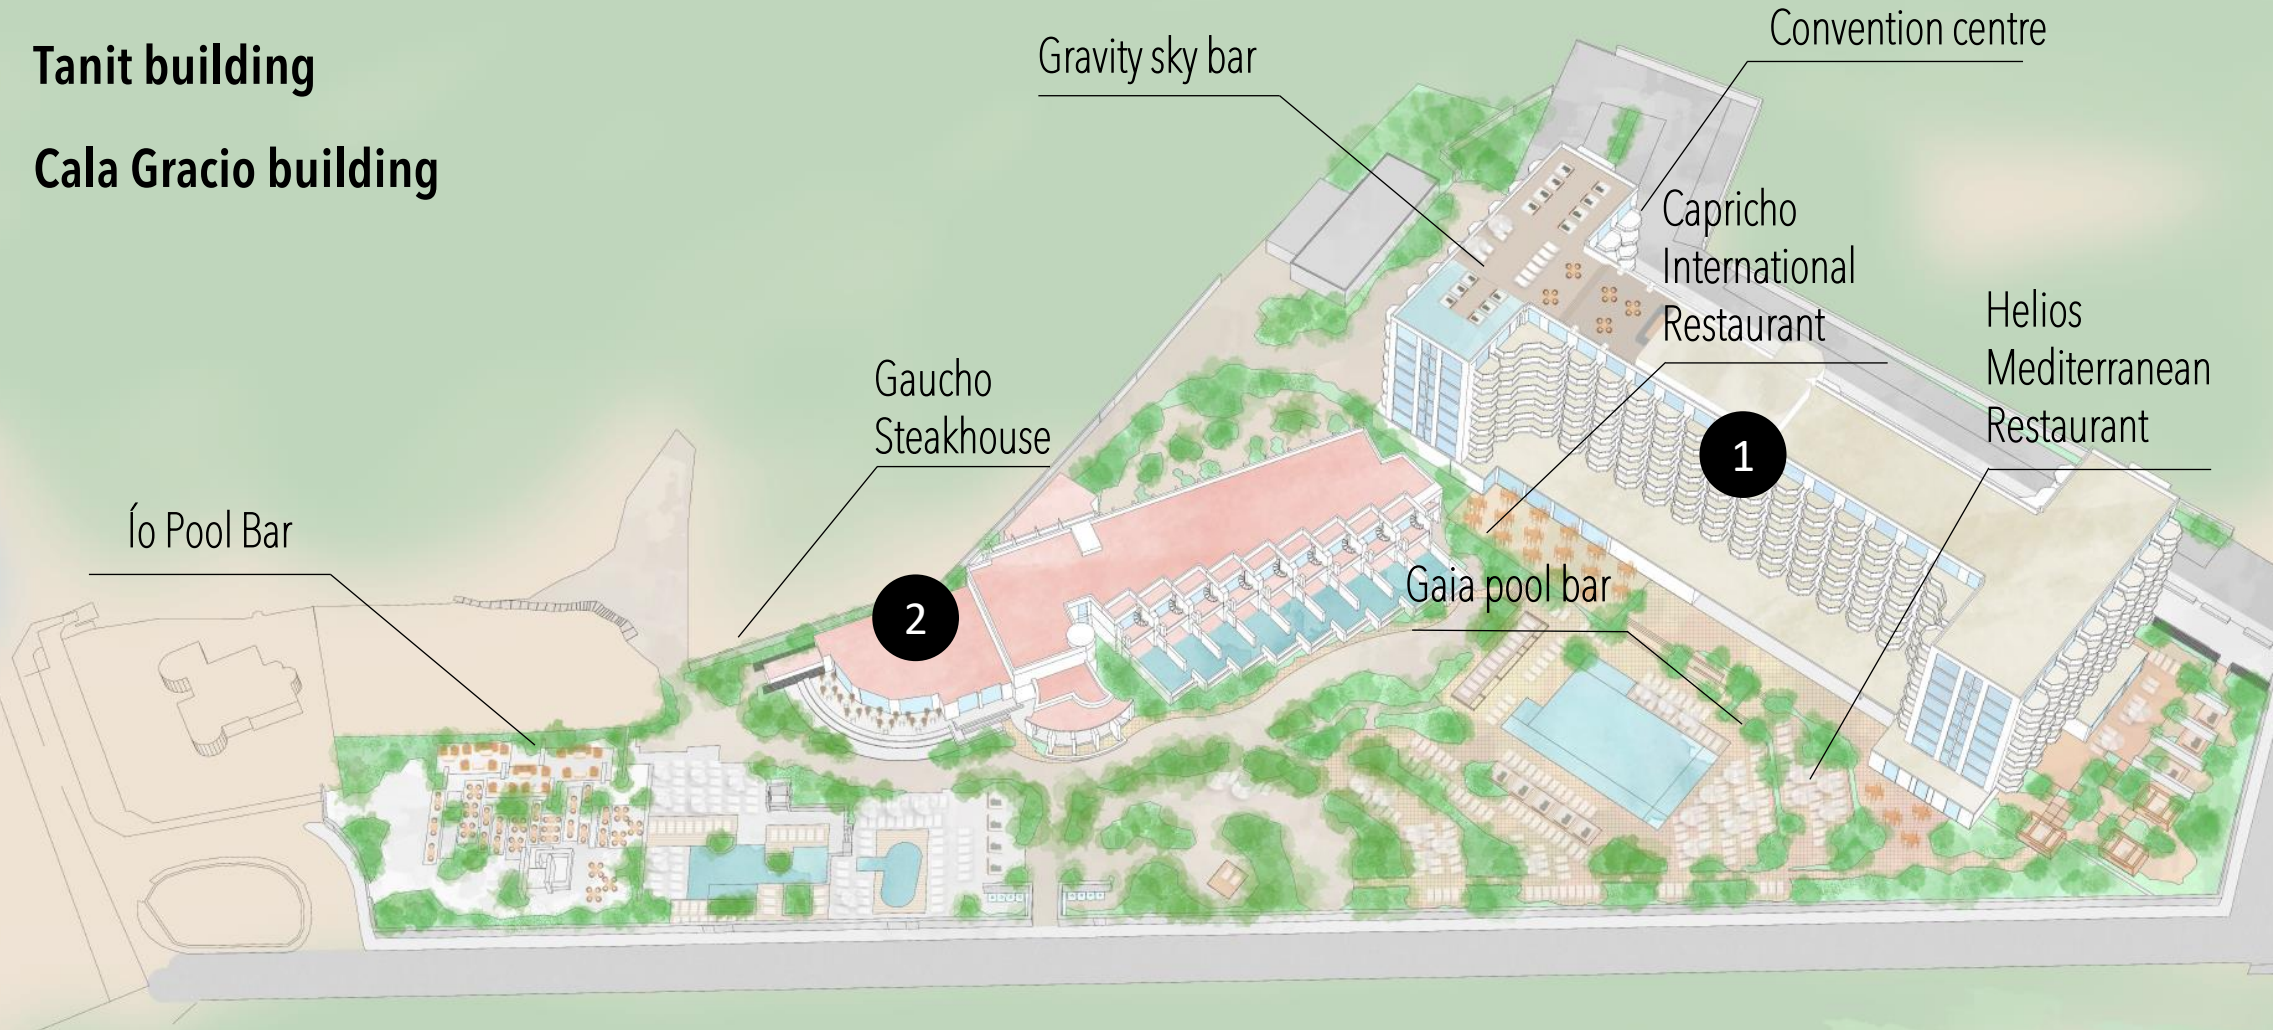 Tanit building
Cala Gracio building
Gravity sky bar
Convention centre
Capricho
International
Restaurant
Helios
Mediterranean
Restaurant
Gaucho
Steakhouse
1
Ío Pool Bar
Gaia pool bar
2